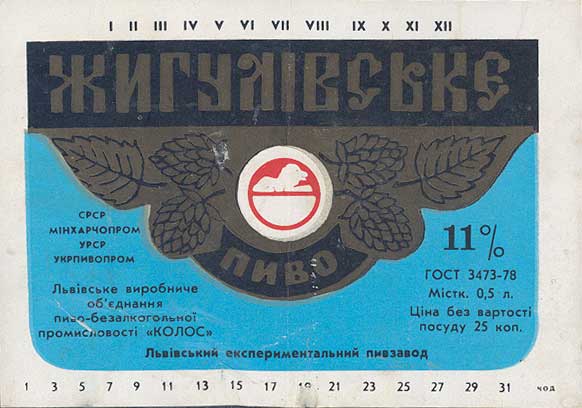 I II III IV V VI VII VIII IX X XI XII
ЖИГУЛІВСЬКЕ
ПИВО
СРСР
МІНХАРЧОПРОМ
УРСР
УКРПИВОПРОМ
Львівське виробниче
об'єднання
пиво-безалкогольної
промисловості «КОЛОС»
11%
ГОСТ 3473-78
Містк. 0,5 л.
Ціна без вартості
посуду 25 коп.
Львівський експериментальний пивзавод
1 3 5 7 9 11 13 15 17 19 21 23 25 27 29 31 чод